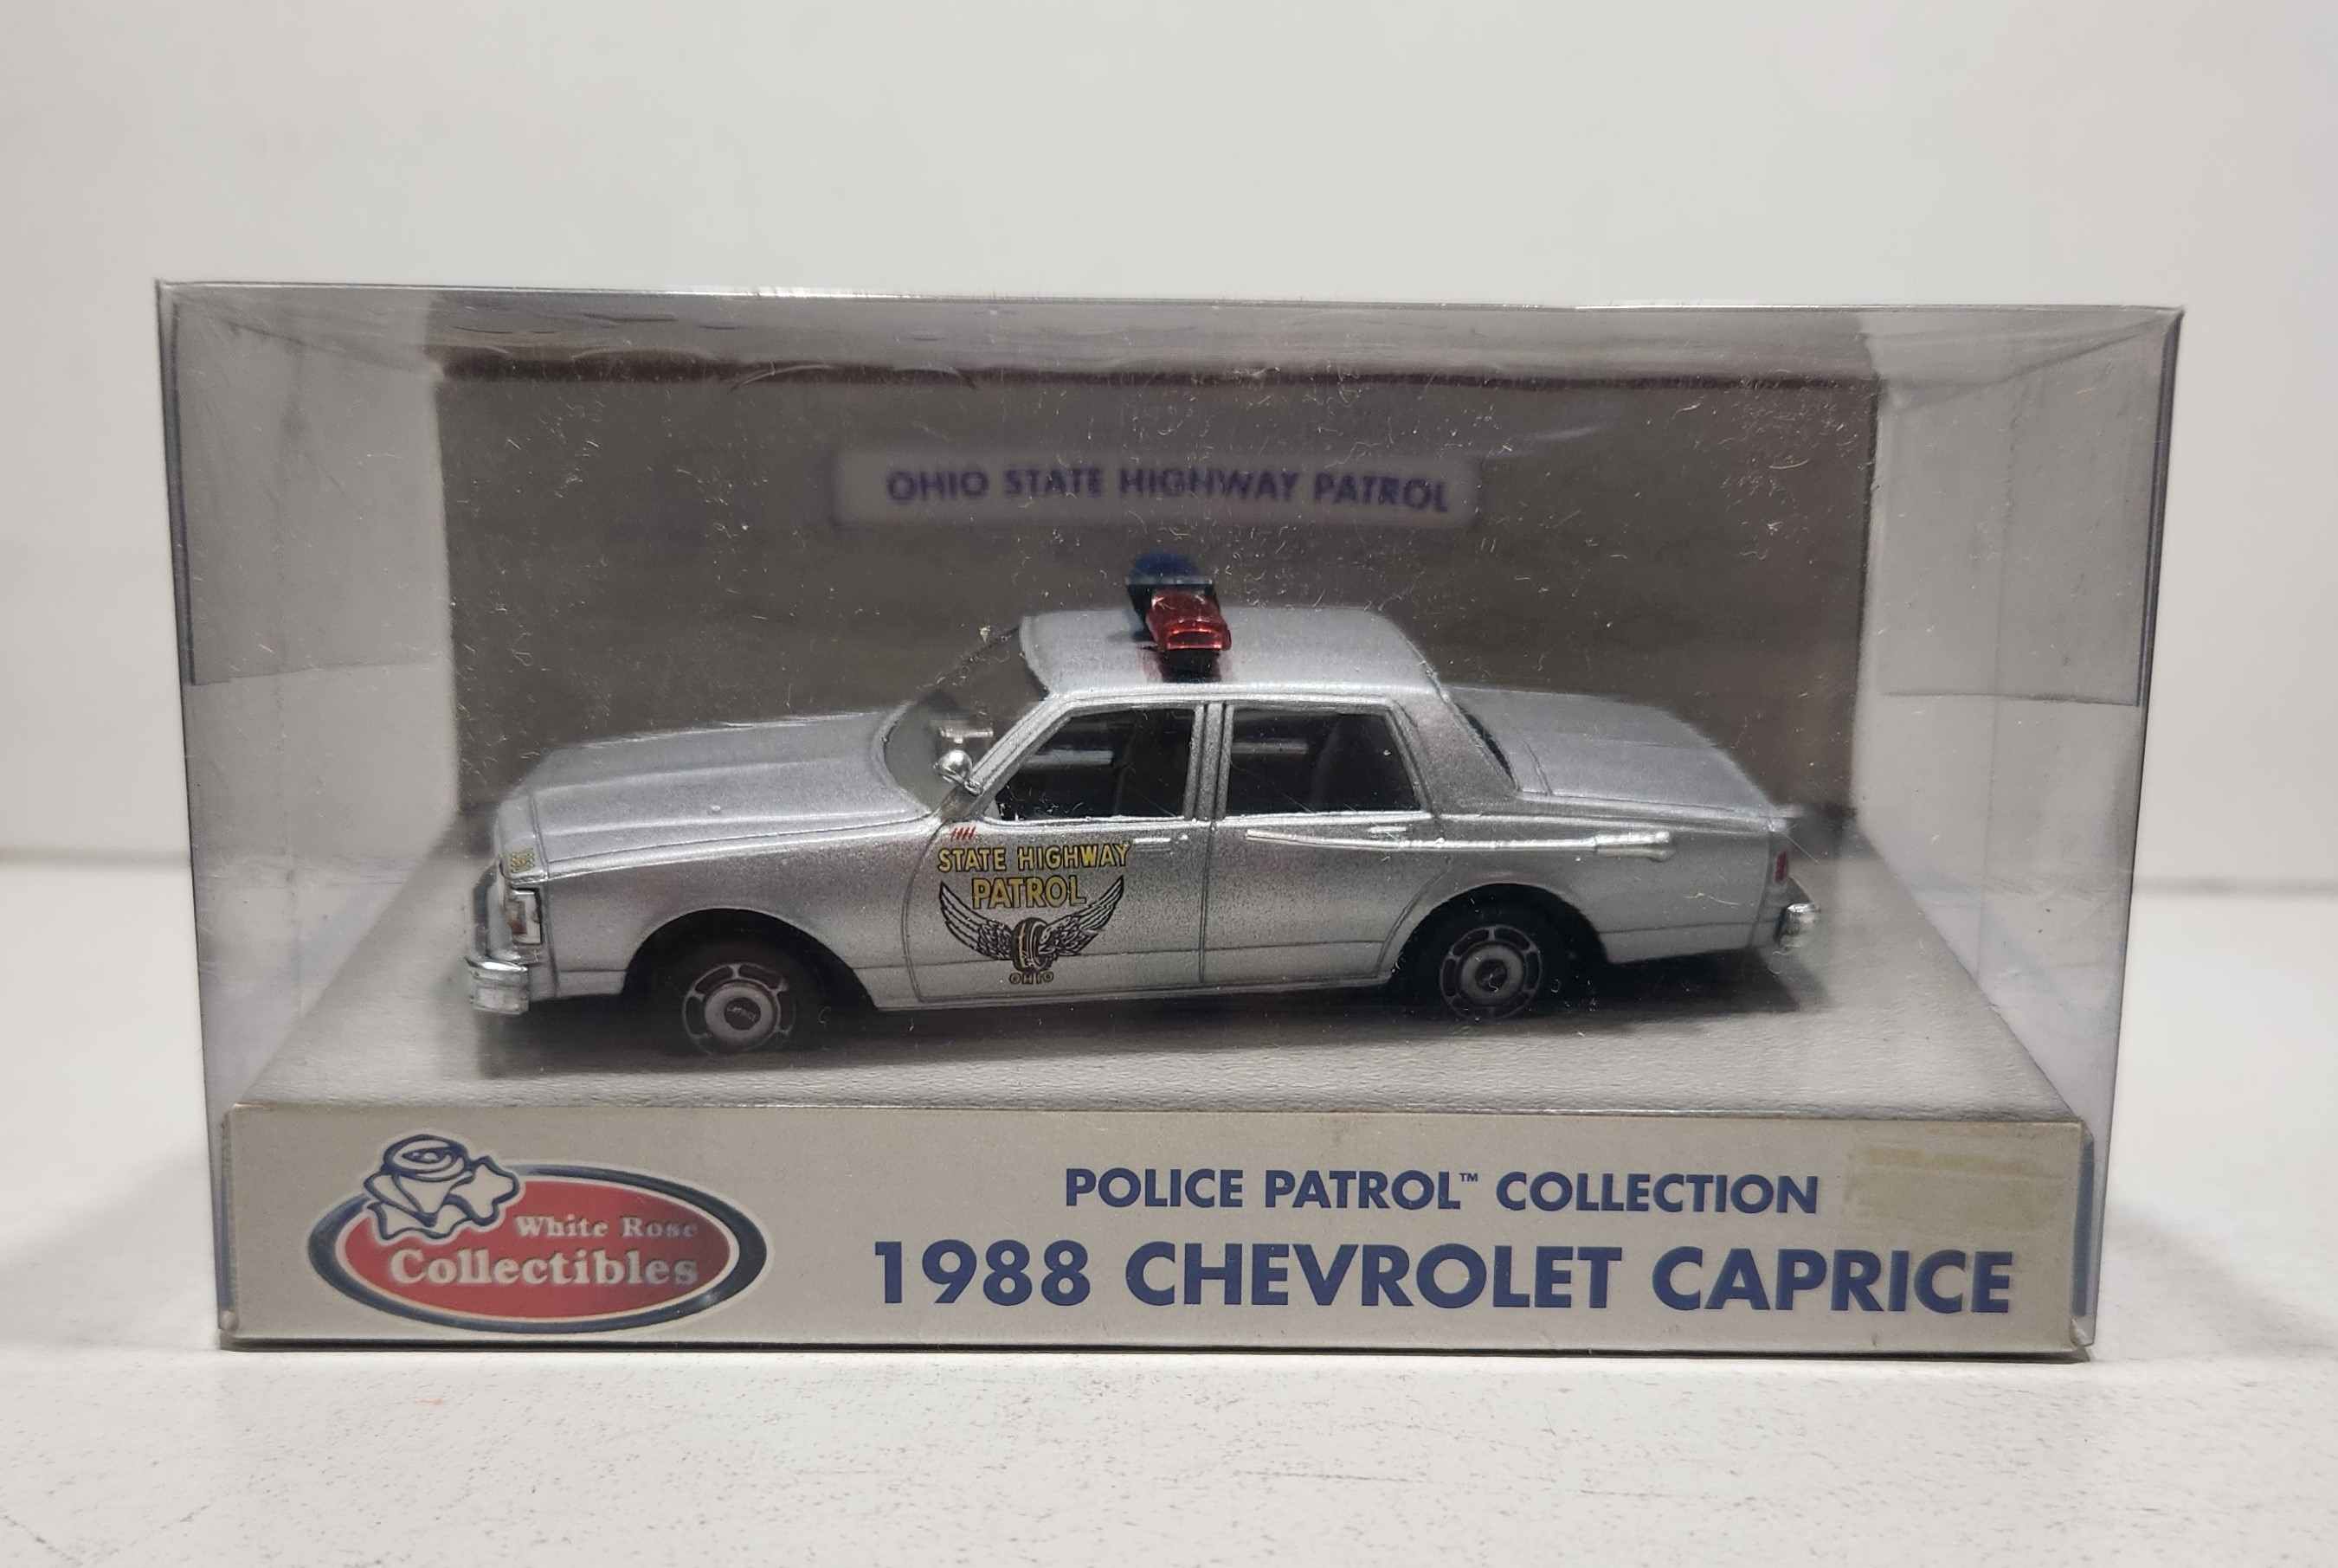 OHIO STATE HIGHWAY PATROL
STATE HIGHWAY
PATROL
OHIO
White Rose
Collectibles
POLICE PATROL™ COLLECTION
1988 CHEVROLET CAPRICE